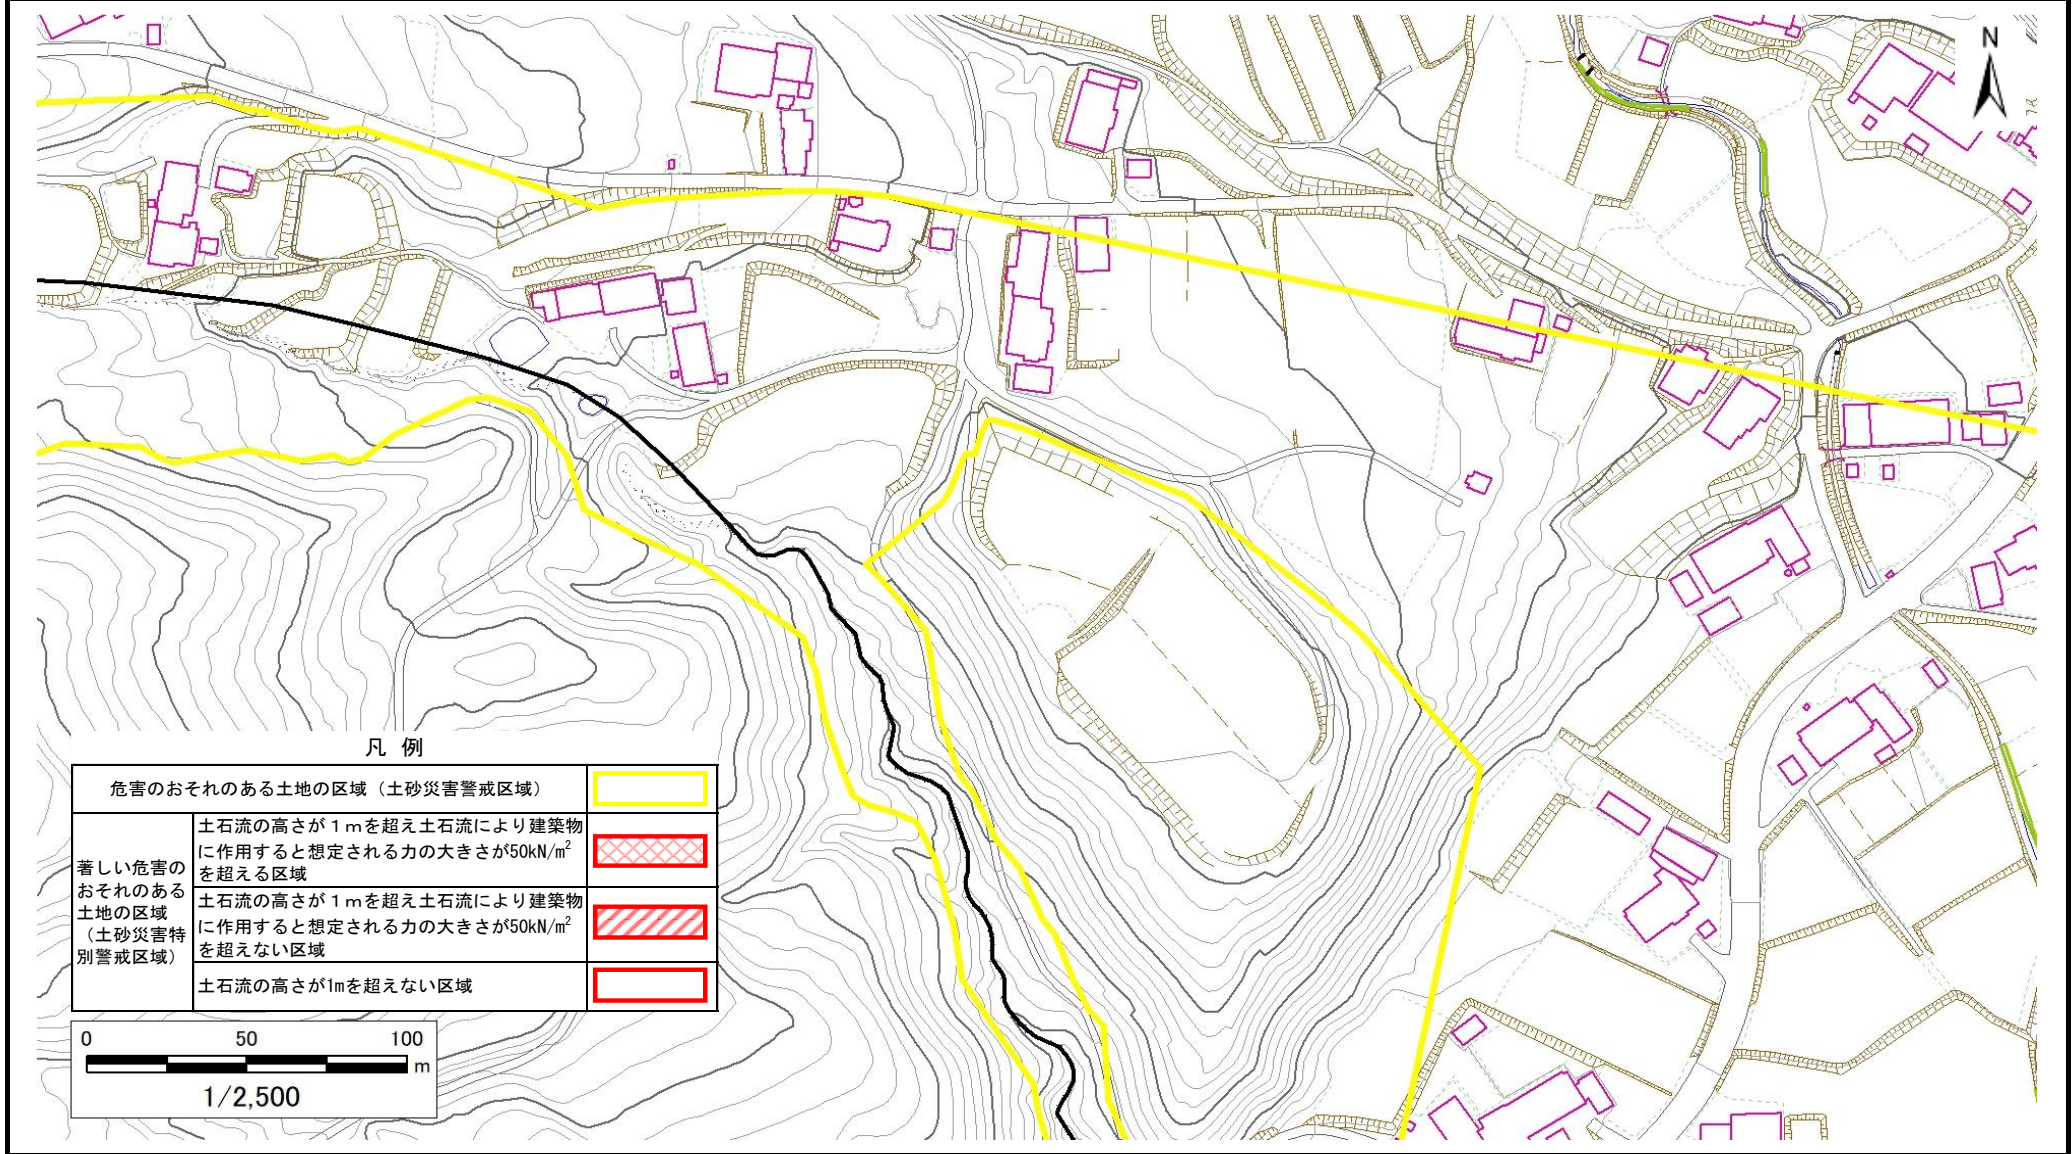 N
凡 例
危害のおそれのある土地の区域（土砂災害警戒区域）
著しい危害の
おそれのある
土地の区域
（土砂災害特
別警戒区域）
土石流の高さが１ｍを超え土石流により建築物
に作用すると想定される力の大きさが50kN/m²
を超える区域
土石流の高さが１ｍを超え土石流により建築物
に作用すると想定される力の大きさが50kN/m²
を超えない区域
土石流の高さが1mを超えない区域
0 50 100
m
1/2,500